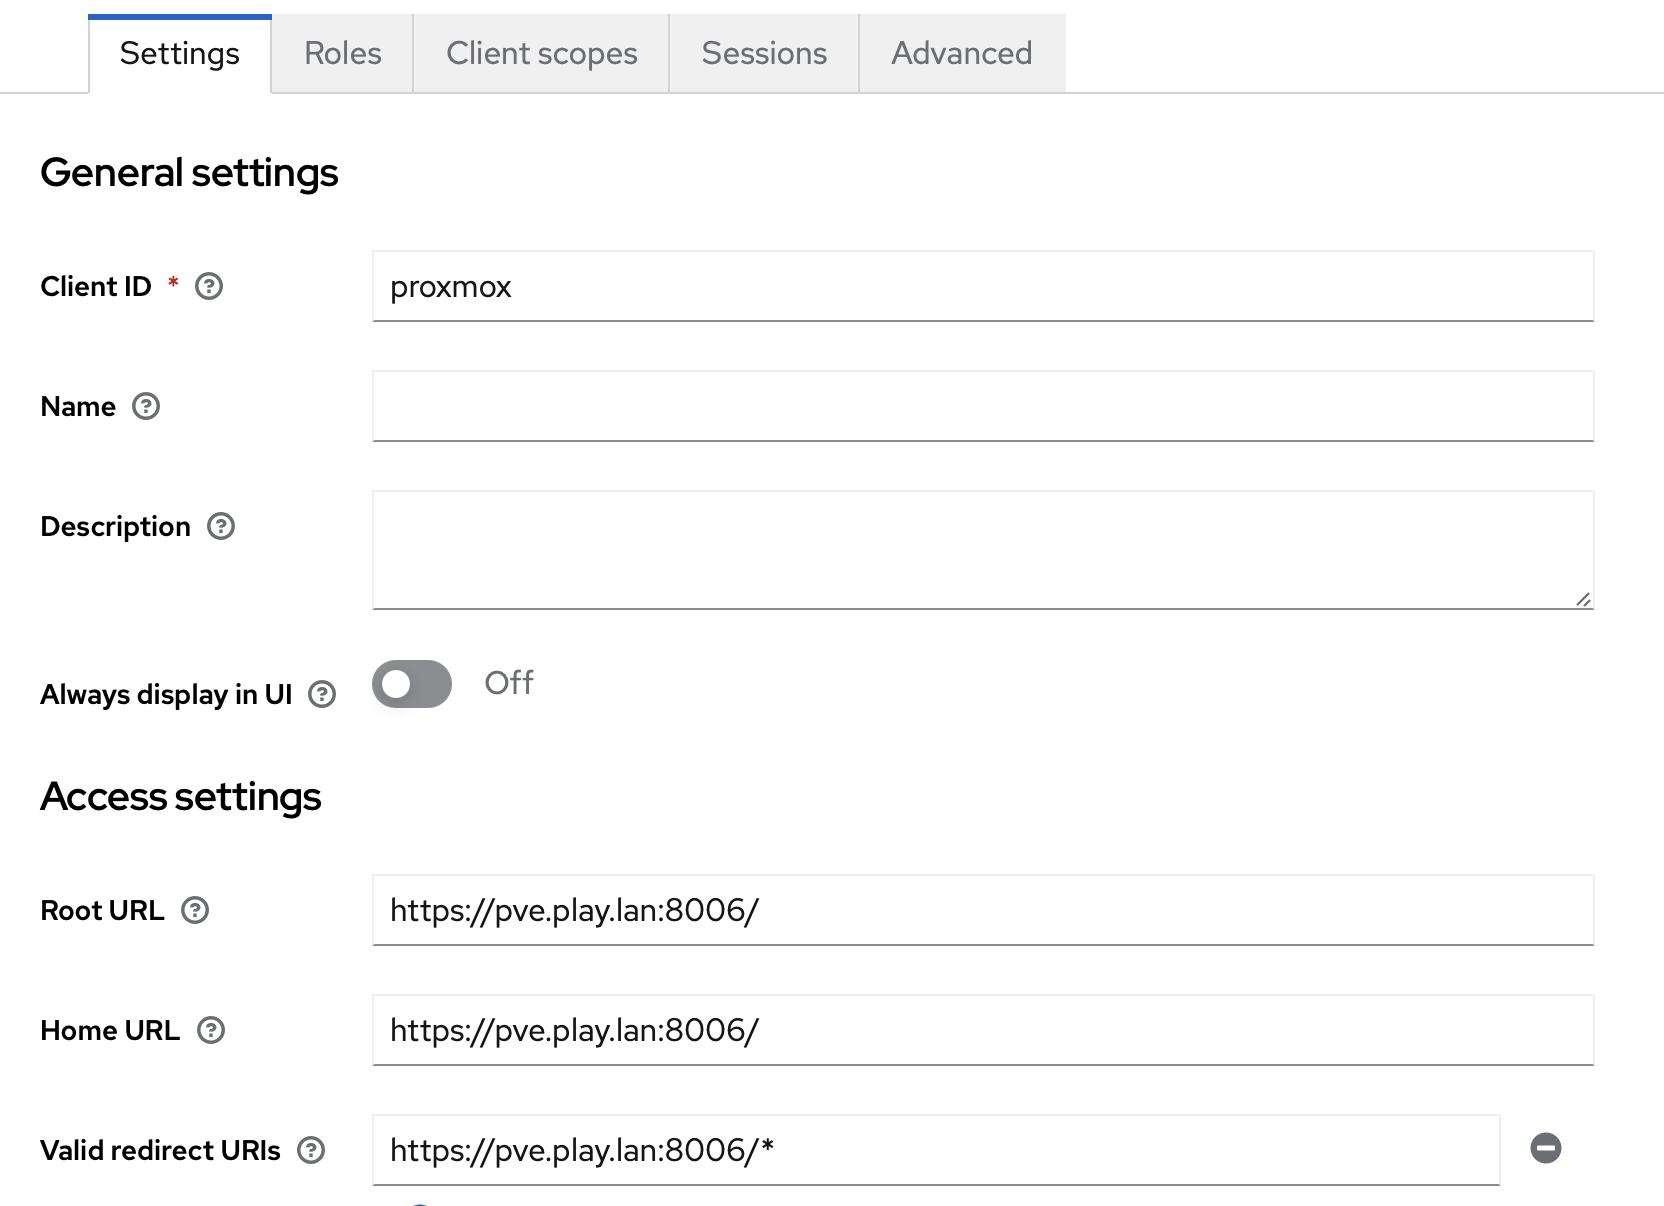 Settings Roles Client scopes Sessions Advanced
General settings
Client ID * proxmox
Name
Description
Always display in UI Off
Access settings
Root URL https://pve.play.lan:8006/
Home URL https://pve.play.lan:8006/
Valid redirect URIs https://pve.play.lan:8006/*